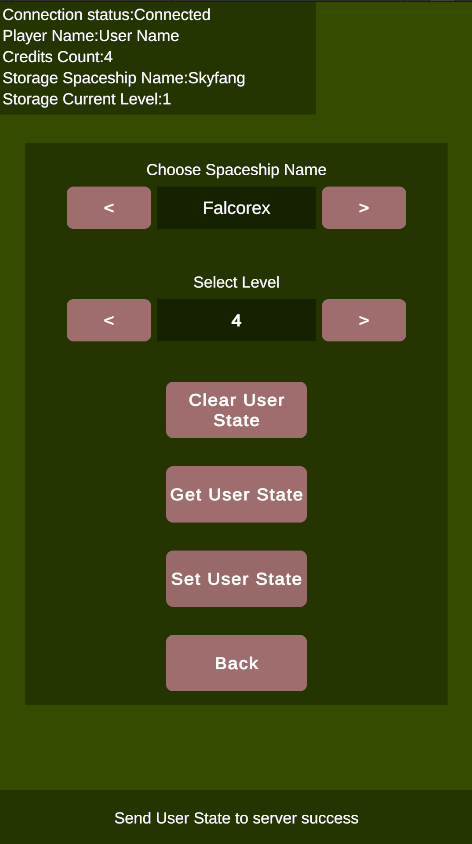 Connection status:Connected
Player Name:User Name
Credits Count:4
Storage Spaceship Name:Skyfang
Storage Current Level:1
Choose Spaceship Name
< Falcorex >
Select Level
< 4 >
Clear User
State
Get User State
Set User State
Back
Send User State to server success